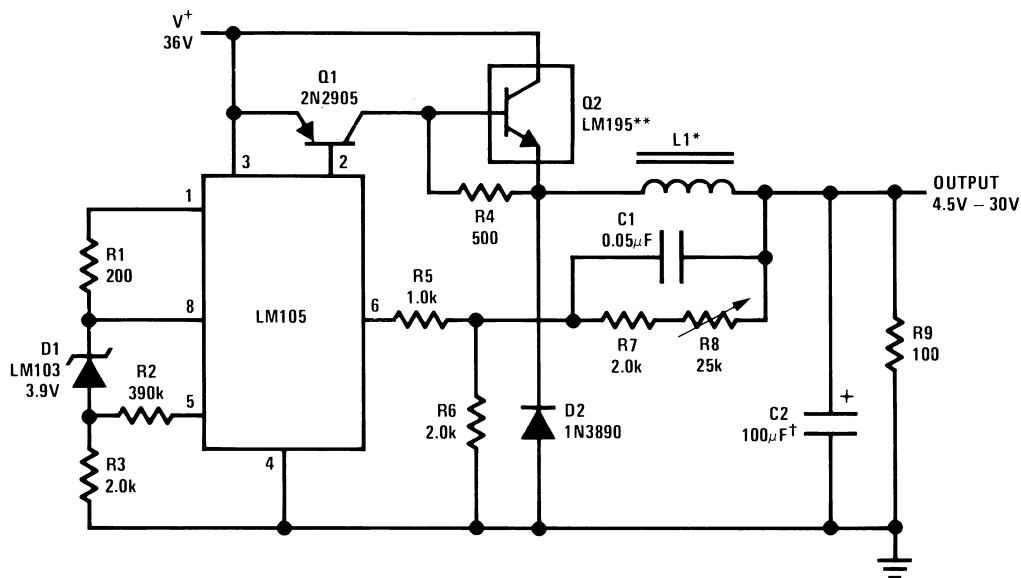 V+
36V
Q1
2N2905
Q2
LM195**
L1*
3
2
1
OUTPUT
4.5V – 30V
R4
500
C1
0.05μF
R1
200
R5
1.0k
8
LM105
6
R9
100
D1
LM103
3.9V
R2
390k
R7
2.0k
R8
25k
5
R6
2.0k
D2
1N3890
+
C2
100μF†
4
R3
2.0k